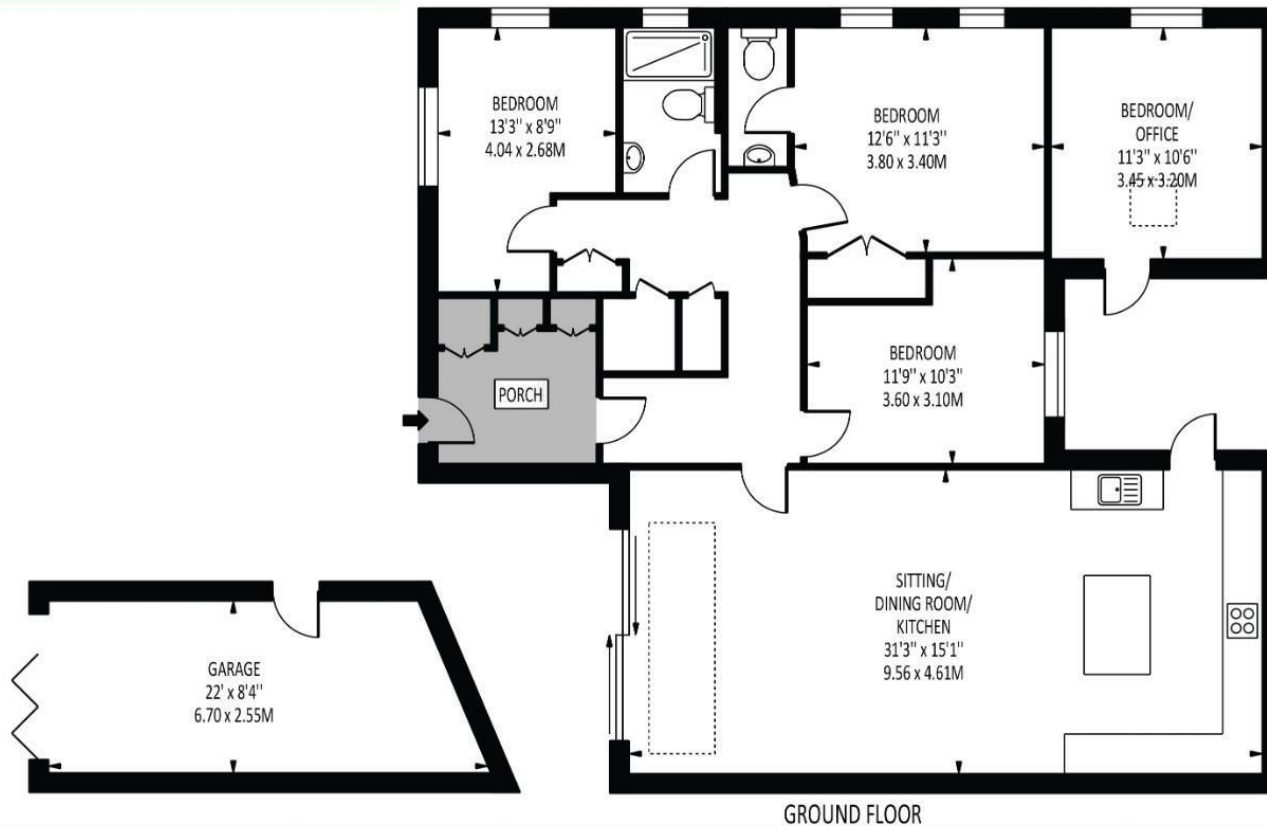 BEDROOM
13'3" x 8'9"
4.04 x 2.68M
BEDROOM
12'6" x 11'3"
3.80 x 3.40M
BEDROOM/
OFFICE
11'3" x 10'6"
3.45 x 3.20M
PORCH
BEDROOM
11'9" x 10'3"
3.60 x 3.10M
SITTING/
DINING ROOM/
KITCHEN
31'3" x 15'1"
9.56 x 4.61M
GARAGE
22' x 8'4"
6.70 x 2.55M
GROUND FLOOR